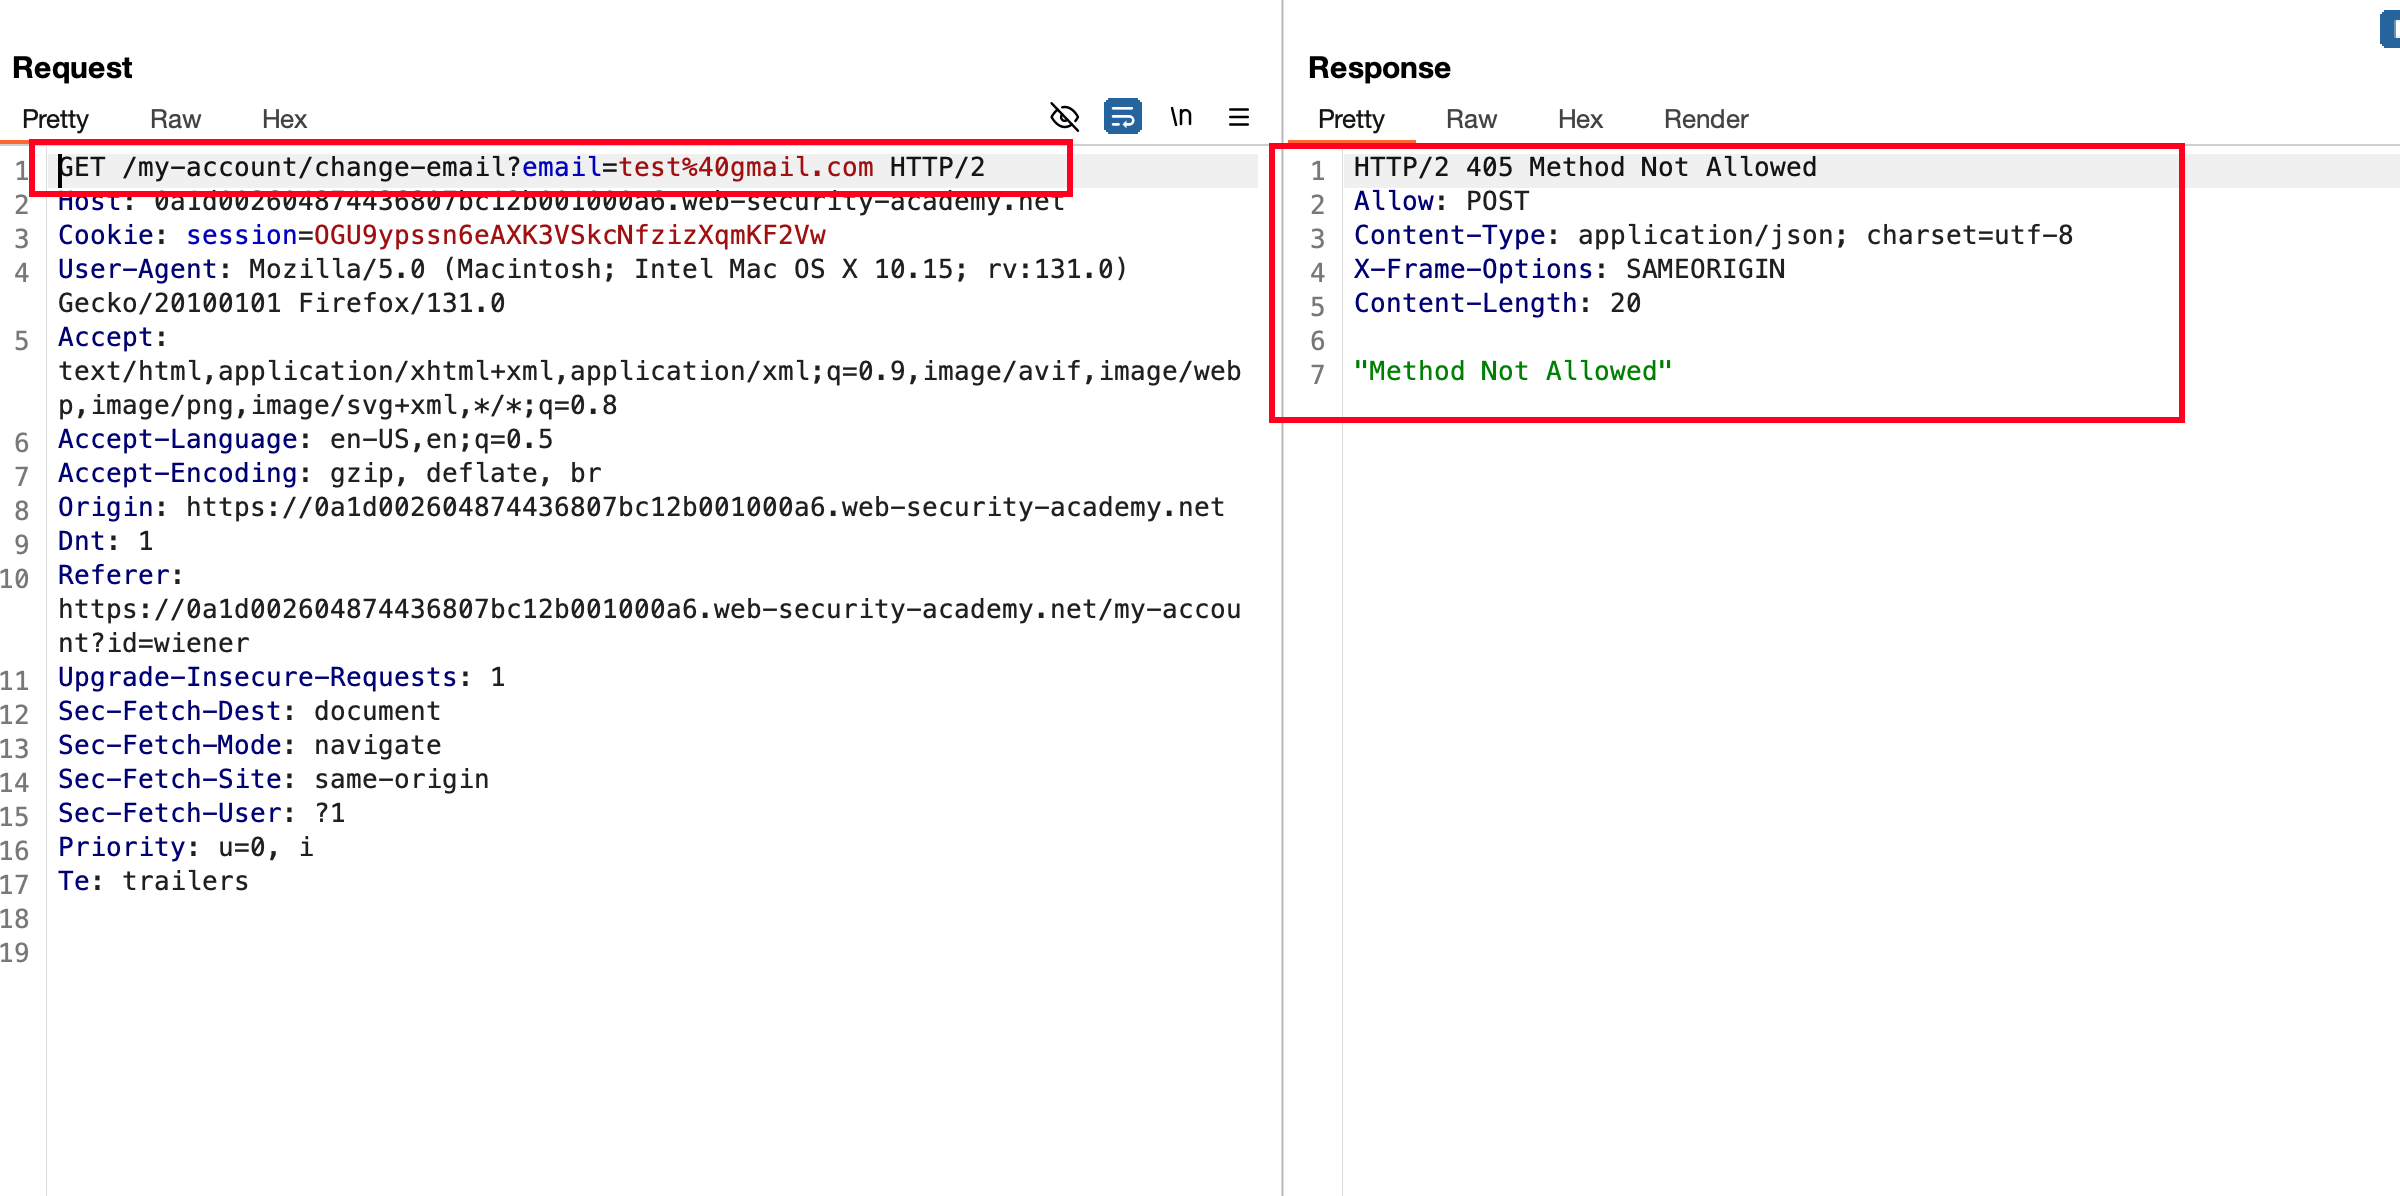 Request
Pretty Raw Hex \n
1 GET /my-account/change-email?email=test%40gmail.com HTTP/2
2 Host: 0a1d002604874436807bc12b001000a6.web-security-academy.net
3 Cookie: session=OGU9ypssn6eAXK3VSkcNfzizXqmKF2Vw
4 User-Agent: Mozilla/5.0 (Macintosh; Intel Mac OS X 10.15; rv:131.0)
Gecko/20100101 Firefox/131.0
5 Accept:
text/html,application/xhtml+xml,application/xml;q=0.9,image/avif,image/web
p,image/png,image/svg+xml,*/*;q=0.8
6 Accept-Language: en-US,en;q=0.5
7 Accept-Encoding: gzip, deflate, br
8 Origin: https://0a1d002604874436807bc12b001000a6.web-security-academy.net
9 Dnt: 1
10 Referer:
https://0a1d002604874436807bc12b001000a6.web-security-academy.net/my-accou
nt?id=wiener
11 Upgrade-Insecure-Requests: 1
12 Sec-Fetch-Dest: document
13 Sec-Fetch-Mode: navigate
14 Sec-Fetch-Site: same-origin
15 Sec-Fetch-User: ?1
16 Priority: u=0, i
17 Te: trailers
18
19
Response
Pretty Raw Hex Render
1 HTTP/2 405 Method Not Allowed
2 Allow: POST
3 Content-Type: application/json; charset=utf-8
4 X-Frame-Options: SAMEORIGIN
5 Content-Length: 20
6
7 "Method Not Allowed"